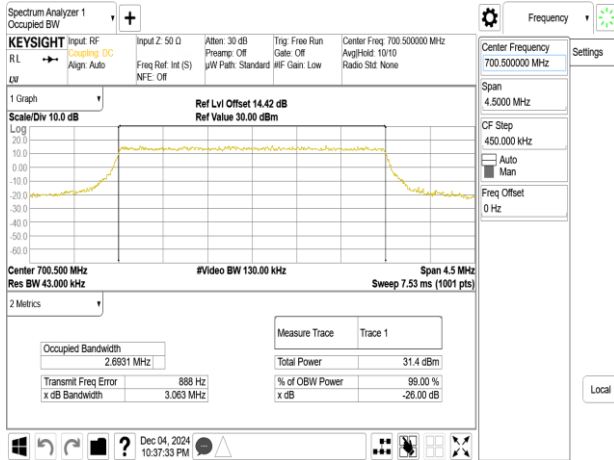 Spectrum Analyzer 1
Occupied BW
Frequency
KEYSIGHT
Input: RF
Input Z: 50 Ω
Atten: 30 dB
Trig: Free Run
Center Freq: 700.500000 MHz
RL
Coupling: DC
Preamp: Off
Gate: Off
Avg|Hold: 10/10
Align: Auto
Freq Ref: Int (S)
µW Path: Standard
#IF Gain: Low
Radio Std: None
NFE: Off
LXI
Center Frequency
700.500000 MHz
Settings
Span
4.5000 MHz
CF Step
450.000 kHz
Auto
Man
Freq Offset
0 Hz
Local
1 Graph
Ref Lvl Offset 14.42 dB
Scale/Div 10.0 dB
Ref Value 30.00 dBm
Log
20.0
10.0
0.00
-10.0
-20.0
-30.0
-40.0
-50.0
-60.0
Center 700.500 MHz
#Video BW 130.00 kHz
Span 4.5 MHz
Res BW 43.000 kHz
Sweep 7.53 ms (1001 pts)
2 Metrics
Measure Trace
Trace 1
Occupied Bandwidth
2.6931 MHz
Total Power
31.4 dBm
Transmit Freq Error
888 Hz
% of OBW Power
99.00 %
x dB Bandwidth
3.063 MHz
x dB
-26.00 dB
?
Dec 04, 2024
10:37:33 PM